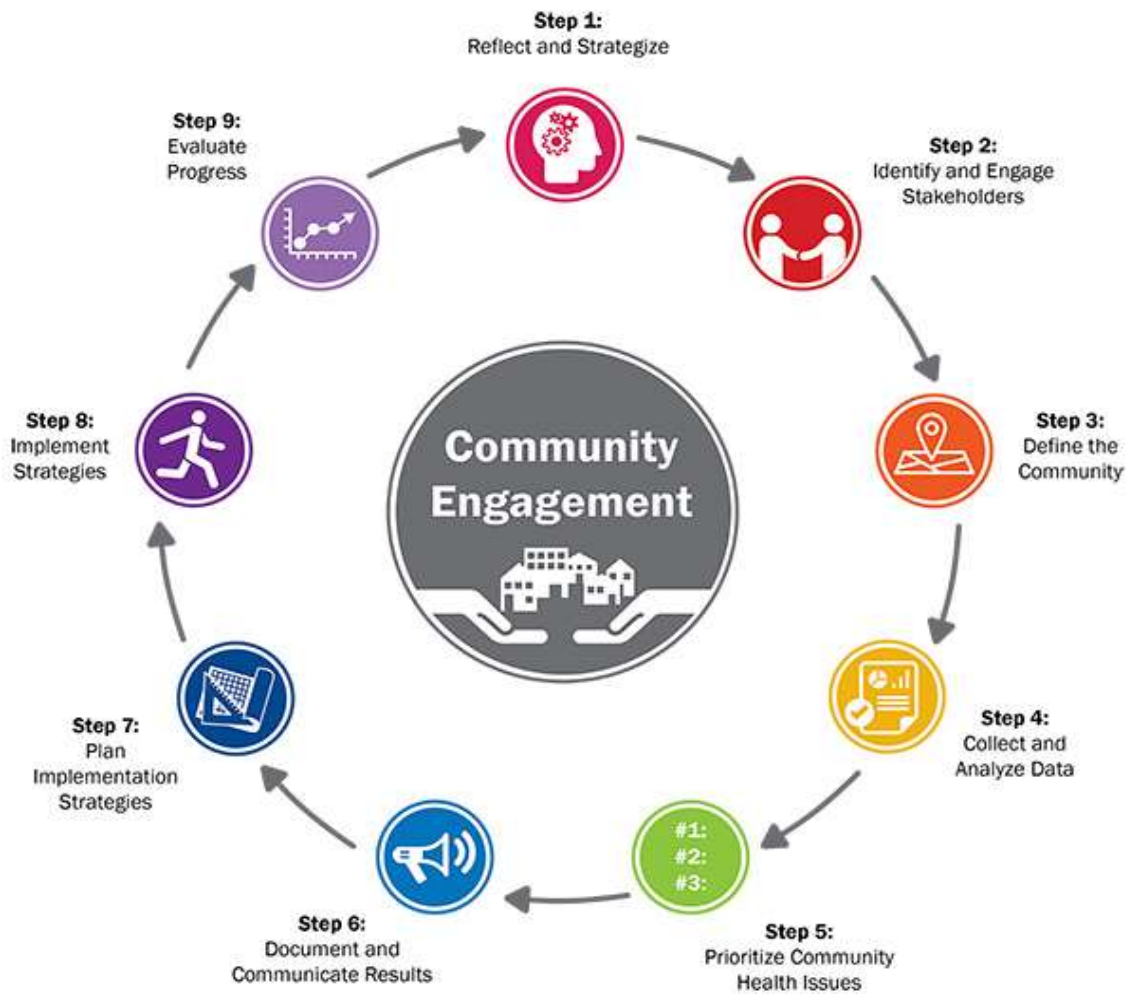 Step 1:
Reflect and Strategize
Step 2:
Identify and Engage
Stakeholders
Step 3:
Define the
Community
Step 4:
Collect and
Analyze Data
#1:
#2:
#3:
Step 5:
Prioritize Community
Health Issues
Step 6:
Document and
Communicate Results
Step 7:
Plan
Implementation
Strategies
Step 8:
Implement
Strategies
Step 9:
Evaluate
Progress
Community
Engagement